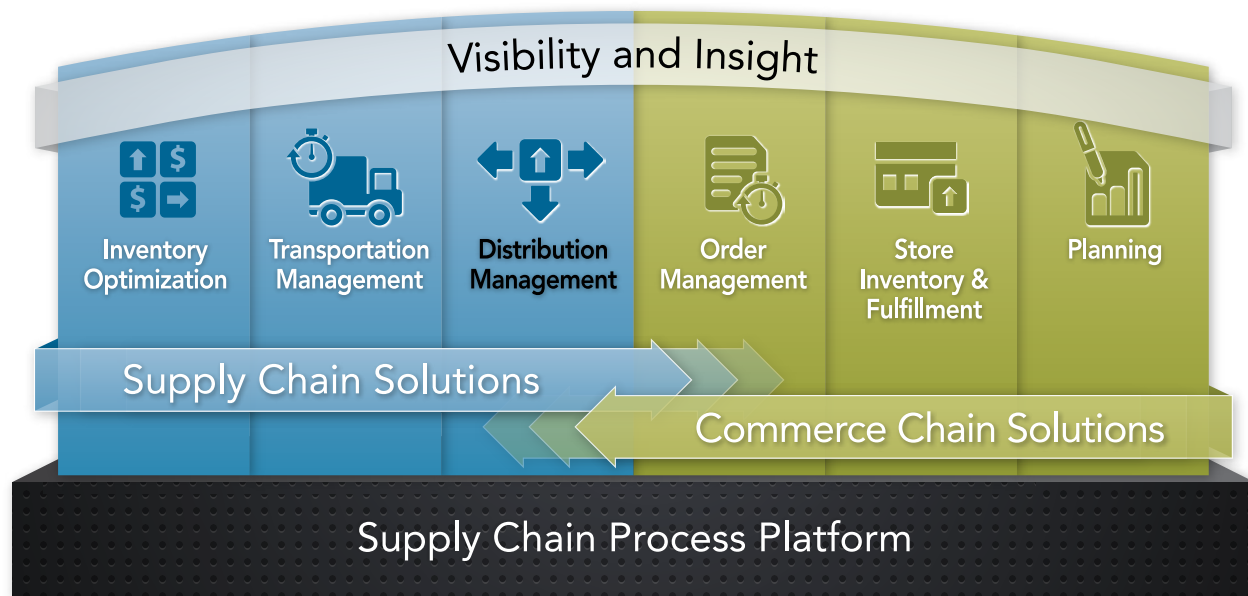 Visibility and Insight
$
$
Inventory
Optimization
Transportation
Management
Distribution
Management
Order
Management
Store
Inventory &
Fulfillment
Planning
Supply Chain Solutions
Commerce Chain Solutions
Supply Chain Process Platform